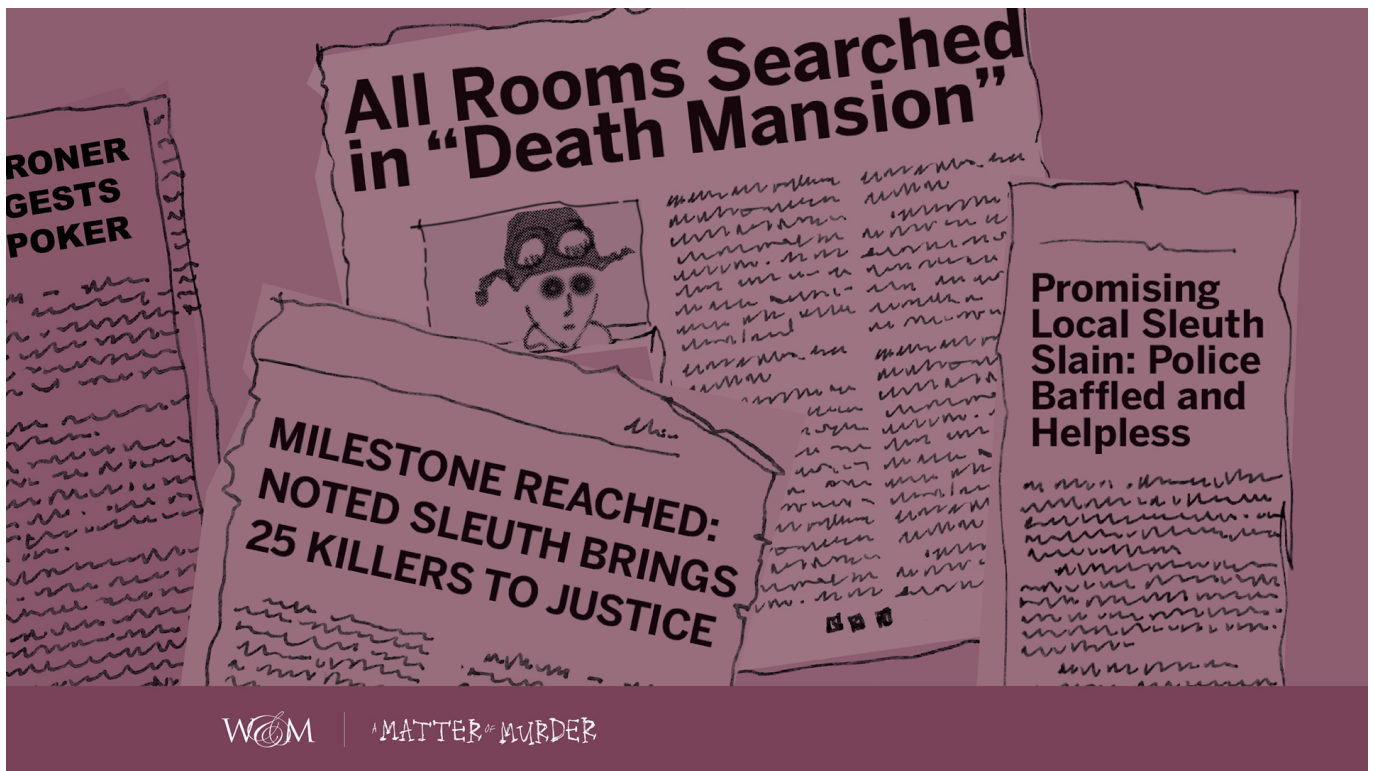 RONER
GESTS
POKER
All Rooms Searched
in “Death Mansion”
MILESTONE REACHED:
NOTED SLEUTH BRINGS
25 KILLERS TO JUSTICE
Promising
Local Sleuth
Slain: Police
Baffled and
Helpless
W&M
A MATTER OF MURDER